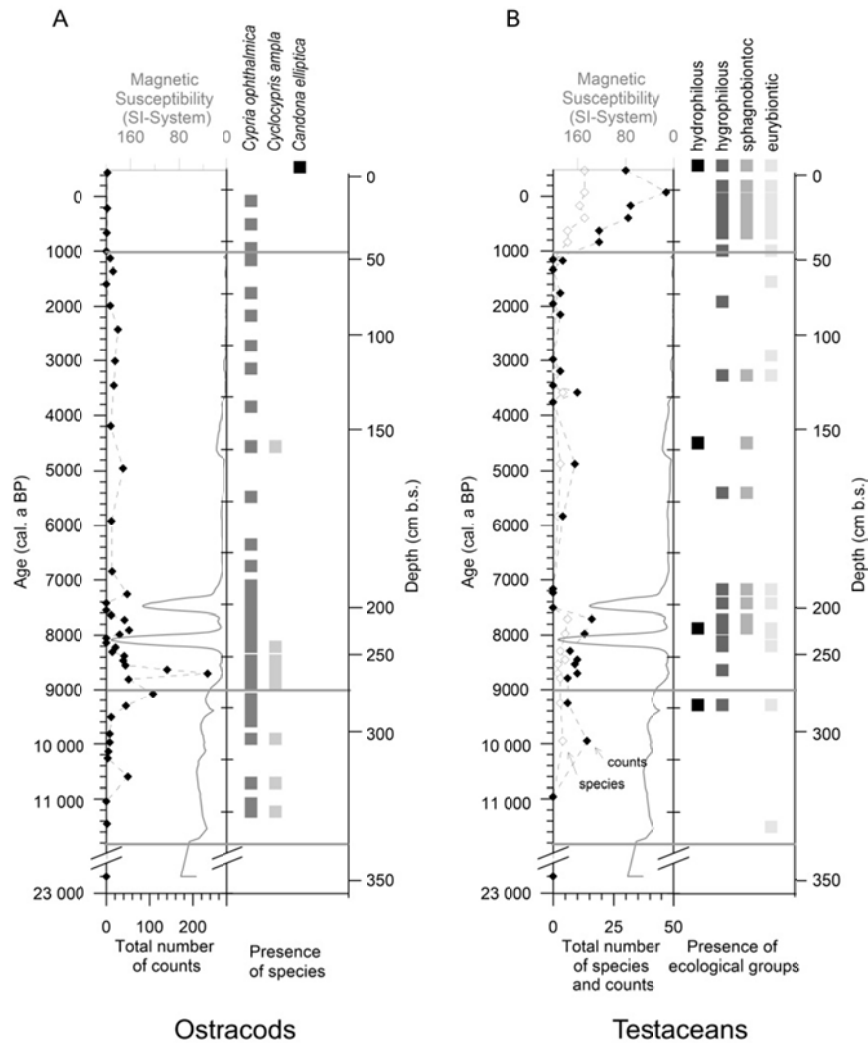 A
Magnetic
Susceptibility
(SI-System)
160 80 0
Cypria ophthalmica
Cyclocypris ampla
Candona elliptica
Age (cal. a BP)
0
1000
2000
3000
4000
5000
6000
7000
8000
9000
10 000
11 000
23 000
Depth (cm b.s.)
0
50
100
150
200
250
300
350
0 100 200
Total number
of counts
Presence
of species
Ostracods
B
Magnetic
Susceptibility
(SI-System)
160 80 0
hydrophilous
hygrophilous
sphagnobiontoc
eurybiontic
Age (cal. a BP)
0
1000
2000
3000
4000
5000
6000
7000
8000
9000
10 000
11 000
23 000
counts
species
Depth (cm b.s.)
0
50
100
150
200
250
300
350
0 25 50
Total number
of species
and counts
Presence of
ecological groups
Testaceans